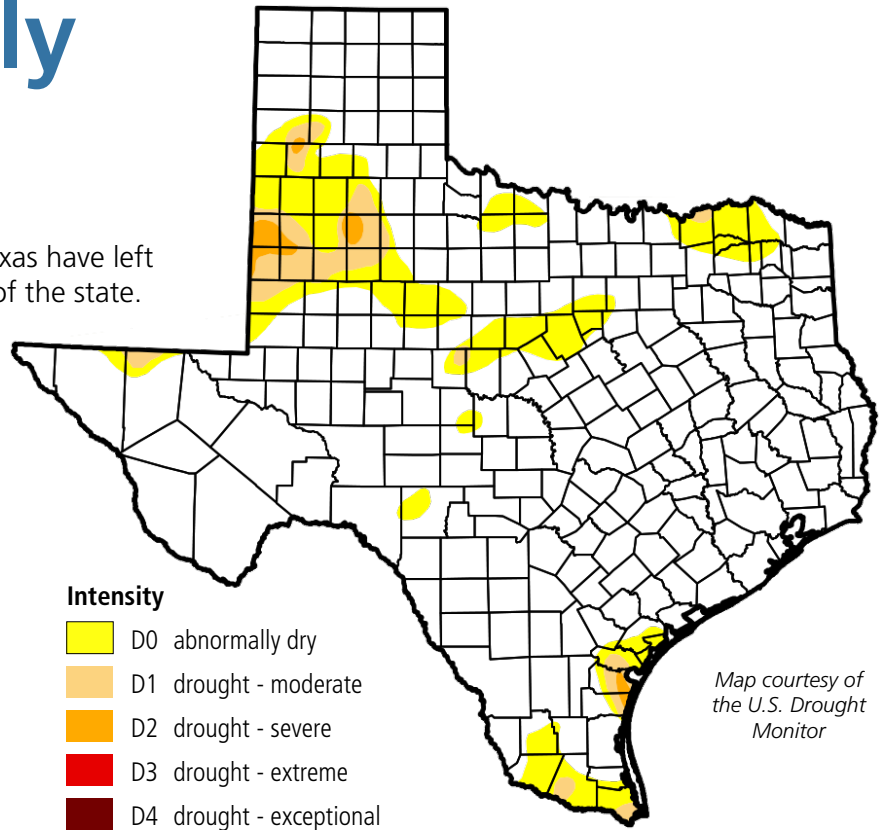 ly
xas have left
of the state.
Intensity
D0 abnormally dry
D1 drought - moderate
D2 drought - severe
D3 drought - extreme
D4 drought - exceptional
Map courtesy of
the U.S. Drought
Monitor